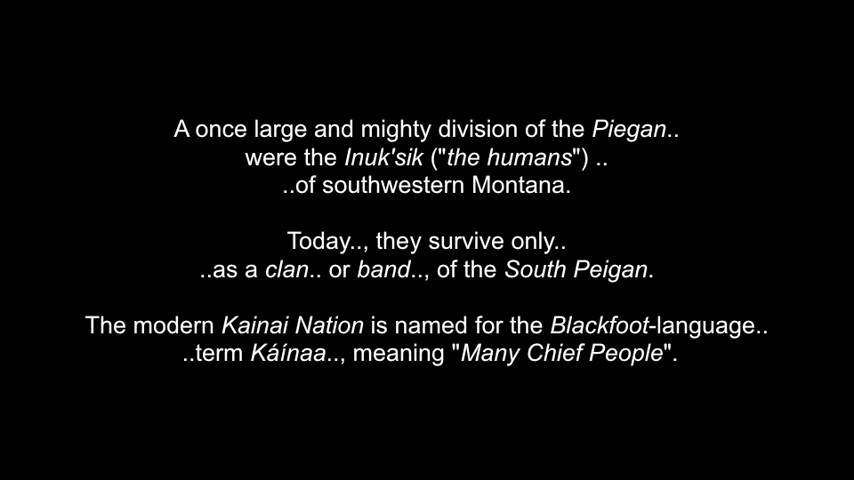 A once large and mighty division of the Piegan..
were the Inuk'sik ("the humans") ..
..of southwestern Montana.
Today.., they survive only..
..as a clan.. or band.., of the South Peigan.
The modern Kainai Nation is named for the Blackfoot-language..
..term Káínaa.., meaning "Many Chief People".